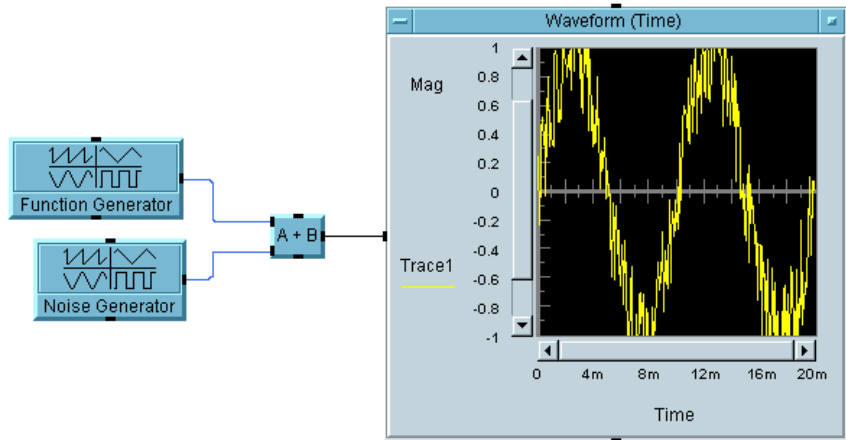 Waveform (Time)
Mag
1
0.8
0.6
0.4
0.2
0
-0.2
-0.4
-0.6
-0.8
-1
Trace1
0 4m 8m 12m 16m 20m
Time
Function Generator
Noise Generator
A + B